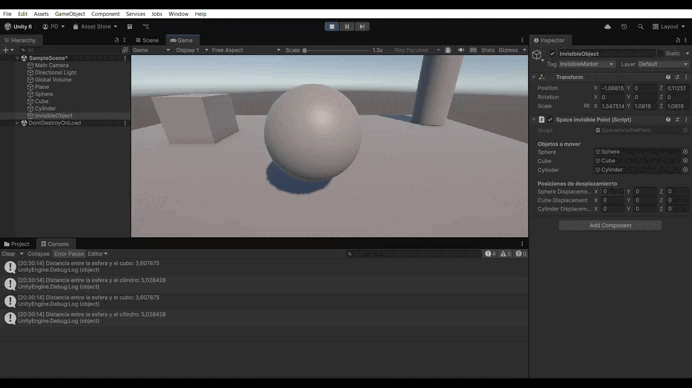 File Edit Assets GameObject Component Services Jobs Window Help
Unity 6 PD Asset Store Layout
Hierarchy Scene Game Inspector
All
Game Display 1 Free Aspect Scale 1.3x Play Focused Stats Gizmos
SampleScene*
Main Camera
Directional Light
Global Volume
Plane
Sphere
Cube
Cylinder
InvisibleObject
DontDestroyOnLoad
InvisibleObject Static
Tag InvisibleMarker Layer Default
Transform
Position X Y 0 Z 0.11251
Rotation X 0 Y 0 Z 0
Scale X 1.347514 Y 1.0919 Z 1.0919
Space Invisible Point (Script)
Script SpaceInvisiblePoint
Objetos a mover
Sphere Sphere
Cube Cube
Cylinder Cylinder
Posiciones de desplazamiento
Sphere Displaceme... X 0 Y 0 Z 0
Cube Displacement X 0 Y 0 Z 0
Cylinder Displacem... X 0 Y 0 Z 0
Add Component
Project Console
Clear Collapse Error Pause Editor 4 0 0
[20:30:14] Distancia entre la esfera y el cubo: 3,607875
UnityEngine.Debug:Log (object)
[20:30:14] Distancia entre la esfera y el cilindro: 5,028428
UnityEngine.Debug:Log (object)
[20:30:14] Distancia entre la esfera y el cubo: 3,607875
UnityEngine.Debug:Log (object)
[20:30:14] Distancia entre la esfera y el cilindro: 5,028428
UnityEngine.Debug:Log (object)